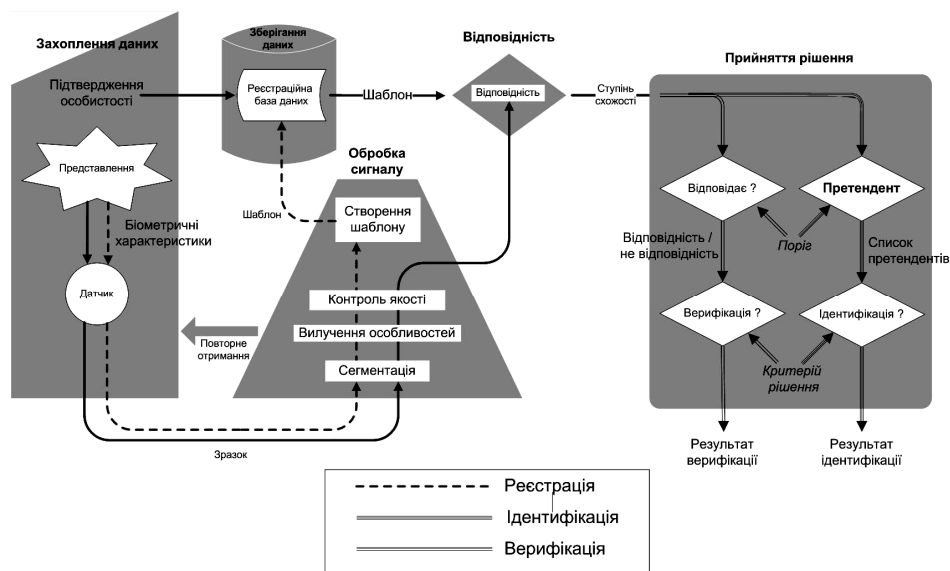 Захоплення даних
Підтвердження
особистості
Представлення
Біометричні
характеристики
Датчик
Зберігання
даних
Реєстраційна
база даних
Шаблон
Відповідність
Відповідність
Ступінь
схожості
Обробка
сигналу
Шаблон
Створення
шаблону
Контроль якості
Вилучення особливостей
Сегментація
Повторне
отримання
Зразок
Прийняття рішення
Відповідає ?
Претендент
Поріг
Відповідність /
не відповідність
Список
претендентів
Верифікація ?
Ідентифікація ?
Критерій
рішення
Результат
верифікації
Результат
ідентифікації
Реєстрація
Ідентифікація
Верифікація